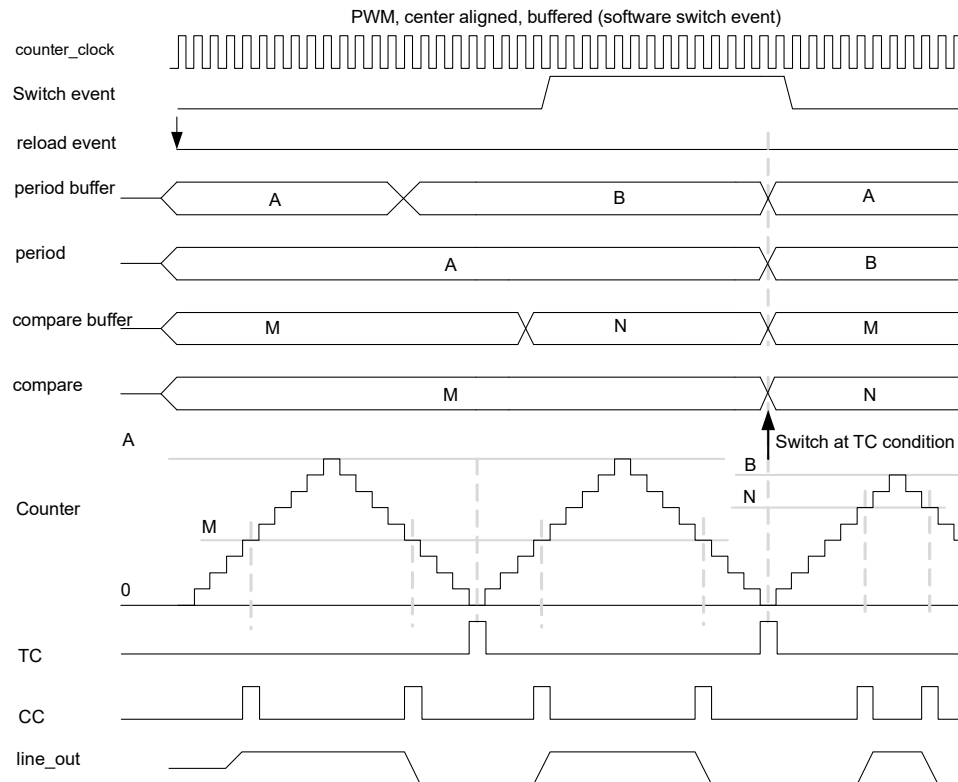 PWM, center aligned, buffered (software switch event)
counter_clock
Switch event
reload event
period buffer
A
B
A
period
A
B
compare buffer
M
N
M
compare
M
N
A
Switch at TC condition
B
Counter
N
M
0
TC
CC
line_out